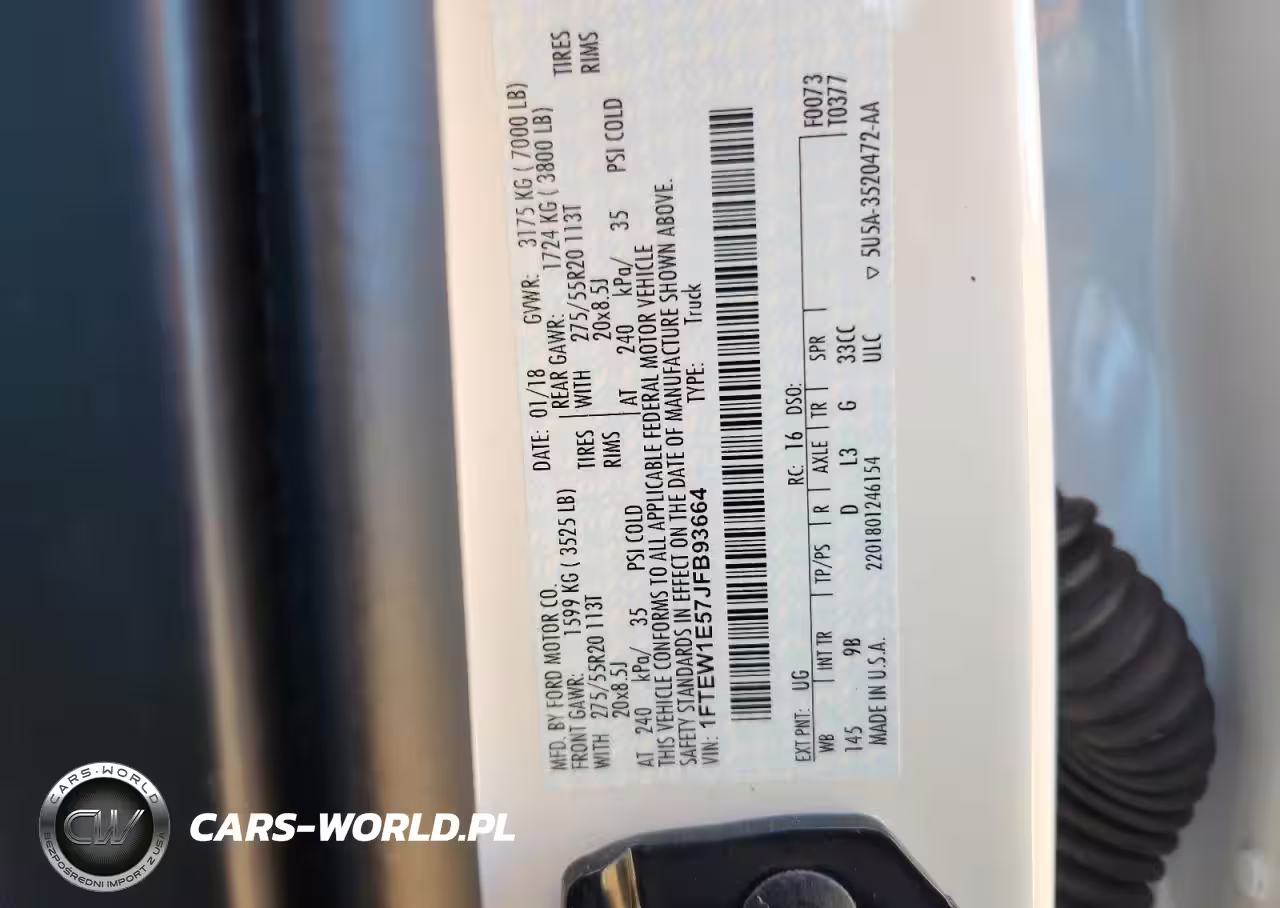 MFD. BY FORD MOTOR CO.
DATE: 01/18 GVWR: 3175 KG ( 7000 LB)
FRONT GAWR: 1599 KG ( 3525 LB) REAR GAWR: 1724 KG ( 3800 LB)
WITH 275/55R20 113T TIRES WITH 275/55R20 113T TIRES
20x8.5J RIMS 20x8.5J RIMS
AT 240 kPa/ 35 PSI COLD AT 240 kPa/ 35 PSI COLD
THIS VEHICLE CONFORMS TO ALL APPLICABLE FEDERAL MOTOR VEHICLE
SAFETY STANDARDS IN EFFECT ON THE DATE OF MANUFACTURE SHOWN ABOVE.
VIN: 1FTEW1E57JFB93664 TYPE: Truck
EXT PNT: UG RC: 16 DSO: F0073
WB INT TR TP/PS R AXLE TR SPR T0377
145 9B D L3 G 33CC
MADE IN U.S.A. 2201801246154 ULC ▽ 5U5A-3520472-AA
CARS-WORLD
CW
BEZPOŚREDNI IMPORT Z USA
CARS-WORLD.PL